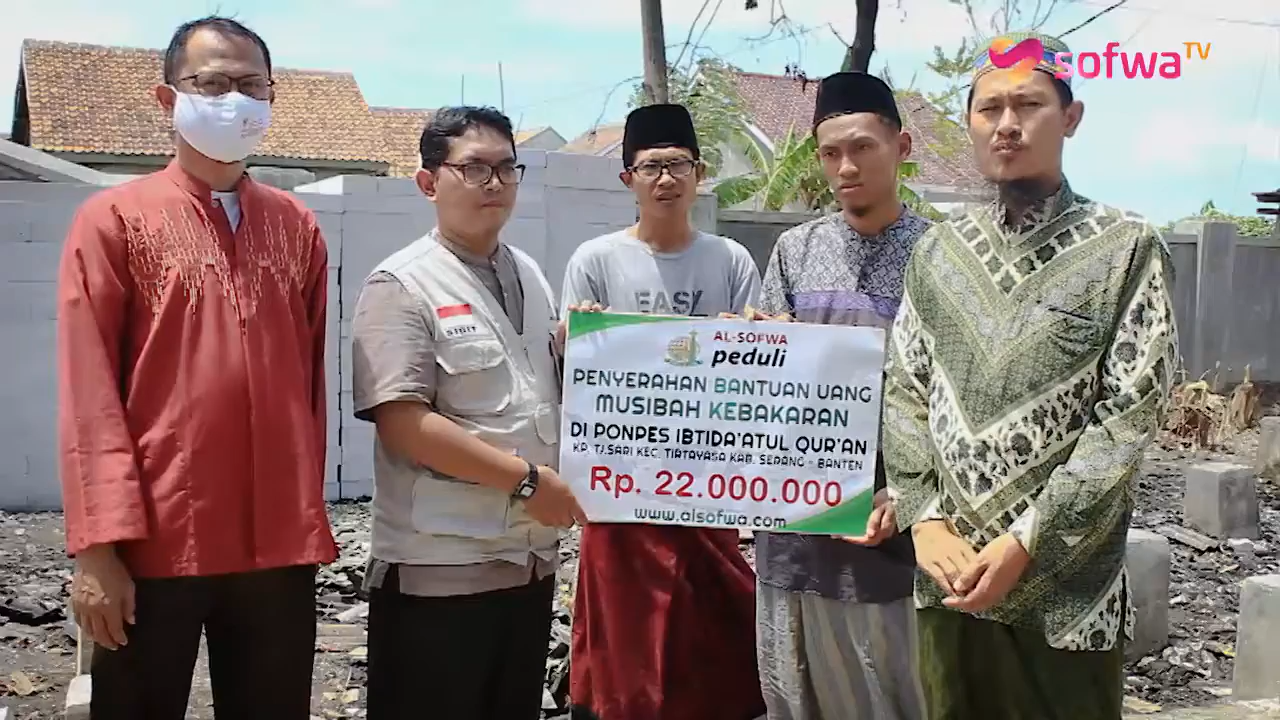 sofwa TV
SIGIT
EASY
AL-SOFWA
peduli
PENYERAHAN BANTUAN UANG
MUSIBAH KEBAKARAN
DI PONPES IBTIDA'ATUL QUR'AN
KP. TJ.SARI KEC. TIRTAYASA KAB. SERANG - BANTEN
Rp. 22.000.000
www.alsofwa.com